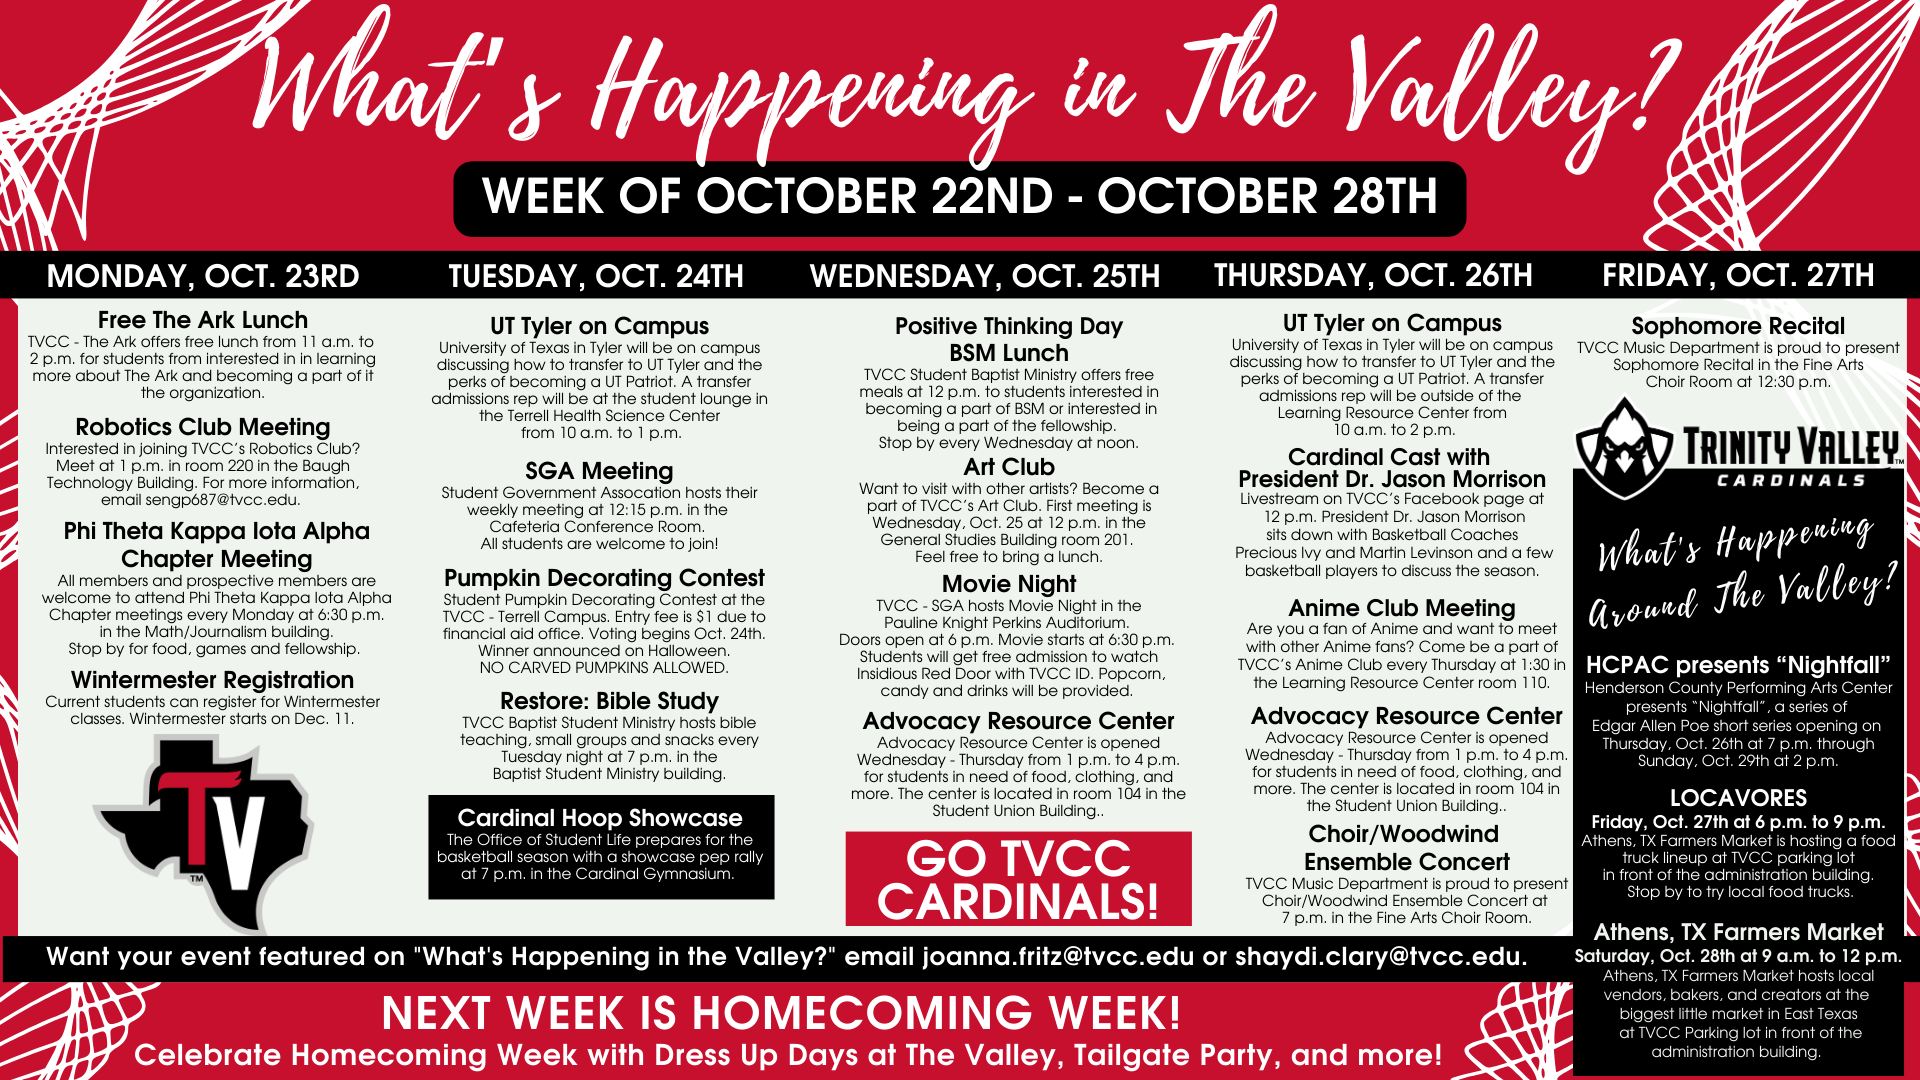 What's Happening in The Valley?
WEEK OF OCTOBER 22ND - OCTOBER 28TH
MONDAY, OCT. 23RD
Free The Ark Lunch
TVCC - The Ark offers free lunch from 11 a.m. to
2 p.m. for students from interested in in learning
more about The Ark and becoming a part of it
the organization.
Robotics Club Meeting
Interested in joining TVCC's Robotics Club?
Meet at 1 p.m. in room 220 in the Baugh
Technology Building. For more information,
email sengp687@tvcc.edu.
Phi Theta Kappa Iota Alpha
Chapter Meeting
All members and prospective members are
welcome to attend Phi Theta Kappa Iota Alpha
Chapter meetings every Monday at 6:30 p.m.
in the Math/Journalism building.
Stop by for food, games and fellowship.
Wintermester Registration
Current students can register for Wintermester
classes. Wintermester starts on Dec. 11.
TV
TM
TUESDAY, OCT. 24TH
UT Tyler on Campus
University of Texas in Tyler will be on campus
discussing how to transfer to UT Tyler and the
perks of becoming a UT Patriot. A transfer
admissions rep will be at the student lounge in
the Terrell Health Science Center
from 10 a.m. to 1 p.m.
SGA Meeting
Student Government Assocation hosts their
weekly meeting at 12:15 p.m. in the
Cafeteria Conference Room.
All students are welcome to join!
Pumpkin Decorating Contest
Student Pumpkin Decorating Contest at the
TVCC - Terrell Campus. Entry fee is $1 due to
financial aid office. Voting begins Oct. 24th.
Winner announced on Halloween.
NO CARVED PUMPKINS ALLOWED.
Restore: Bible Study
TVCC Baptist Student Ministry hosts bible
teaching, small groups and snacks every
Tuesday night at 7 p.m. in the
Baptist Student Ministry building.
Cardinal Hoop Showcase
The Office of Student Life prepares for the
basketball season with a showcase pep rally
at 7 p.m. in the Cardinal Gymnasium.
WEDNESDAY, OCT. 25TH
Positive Thinking Day
BSM Lunch
TVCC Student Baptist Ministry offers free
meals at 12 p.m. to students interested in
becoming a part of BSM or interested in
being a part of the fellowship.
Stop by every Wednesday at noon.
Art Club
Want to visit with other artists? Become a
part of TVCC's Art Club. First meeting is
Wednesday, Oct. 25 at 12 p.m. in the
General Studies Building room 201.
Feel free to bring a lunch.
Movie Night
TVCC - SGA hosts Movie Night in the
Pauline Knight Perkins Auditorium.
Doors open at 6 p.m. Movie starts at 6:30 p.m.
Students will get free admission to watch
Insidious Red Door with TVCC ID. Popcorn,
candy and drinks will be provided.
Advocacy Resource Center
Advocacy Resource Center is opened
Wednesday - Thursday from 1 p.m. to 4 p.m.
for students in need of food, clothing, and
more. The center is located in room 104 in the
Student Union Building..
GO TVCC
CARDINALS!
THURSDAY, OCT. 26TH
UT Tyler on Campus
University of Texas in Tyler will be on campus
discussing how to transfer to UT Tyler and the
perks of becoming a UT Patriot. A transfer
admissions rep will be outside of the
Learning Resource Center from
10 a.m. to 2 p.m.
Cardinal Cast with
President Dr. Jason Morrison
Livestream on TVCC's Facebook page at
12 p.m. President Dr. Jason Morrison
sits down with Basketball Coaches
Precious Ivy and Martin Levinson and a few
basketball players to discuss the season.
Anime Club Meeting
Are you a fan of Anime and want to meet
with other Anime fans? Come be a part of
TVCC's Anime Club every Thursday at 1:30 in
the Learning Resource Center room 110.
Advocacy Resource Center
Advocacy Resource Center is opened
Wednesday - Thursday from 1 p.m. to 4 p.m.
for students in need of food, clothing, and
more. The center is located in room 104 in
the Student Union Building..
Choir/Woodwind
Ensemble Concert
TVCC Music Department is proud to present
Choir/Woodwind Ensemble Concert at
7 p.m. in the Fine Arts Choir Room.
FRIDAY, OCT. 27TH
Sophomore Recital
TVCC Music Department is proud to present
Sophomore Recital in the Fine Arts
Choir Room at 12:30 p.m.
TRINITY VALLEY TM
CARDINALS
What's Happening
Around The Valley?
HCPAC presents “Nightfall”
Henderson County Performing Arts Center
presents “Nightfall”, a series of
Edgar Allen Poe short series opening on
Thursday, Oct. 26th at 7 p.m. through
Sunday, Oct. 29th at 2 p.m.
LOCAVORES
Friday, Oct. 27th at 6 p.m. to 9 p.m.
Athens, TX Farmers Market is hosting a food
truck lineup at TVCC parking lot
in front of the administration building.
Stop by to try local food trucks.
Athens, TX Farmers Market
Saturday, Oct. 28th at 9 a.m. to 12 p.m.
Athens, TX Farmers Market hosts local
vendors, bakers, and creators at the
biggest little market in East Texas
at TVCC Parking lot in front of the
administration building.
Want your event featured on "What's Happening in the Valley?" email joanna.fritz@tvcc.edu or shaydi.clary@tvcc.edu.
NEXT WEEK IS HOMECOMING WEEK!
Celebrate Homecoming Week with Dress Up Days at The Valley, Tailgate Party, and more!